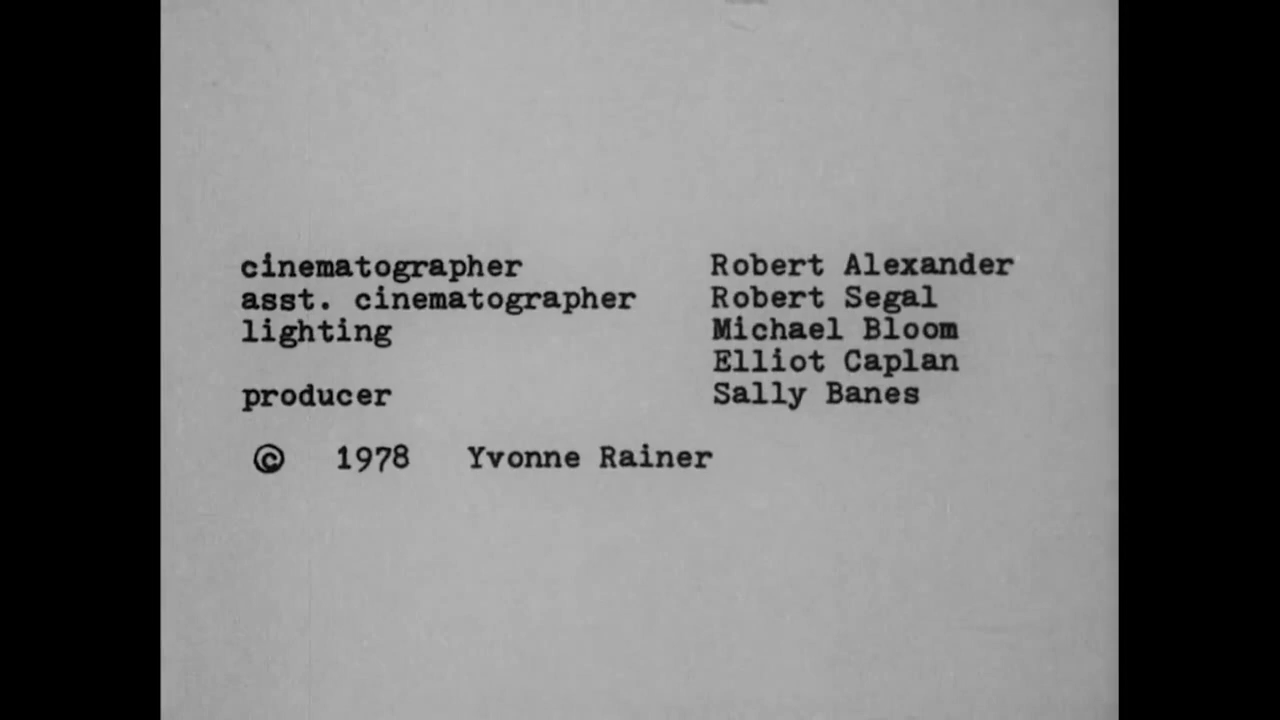 cinematographer Robert Alexander
asst. cinematographer Robert Segal
lighting Michael Bloom
Elliot Caplan
producer Sally Banes
© 1978 Yvonne Rainer